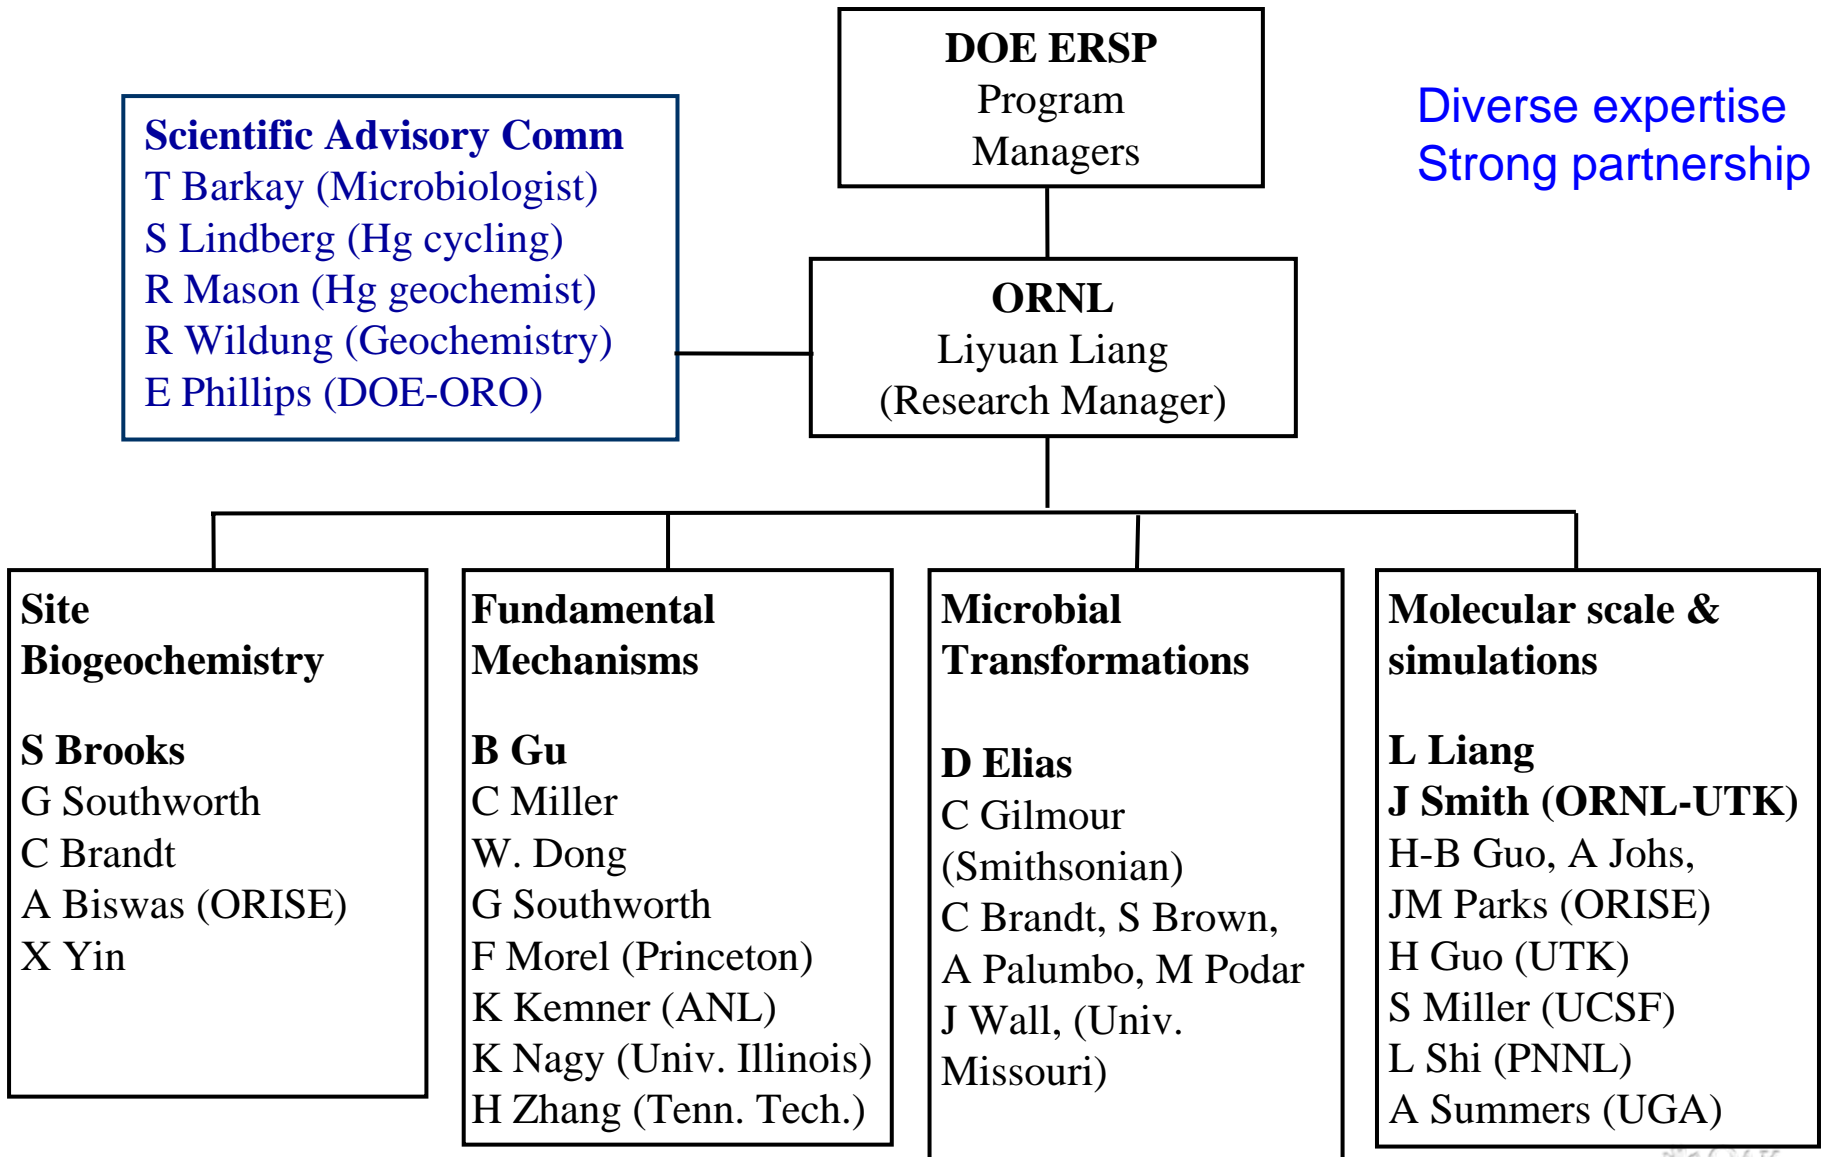 DOE ERSP
Program
Managers
Diverse expertise
Strong partnership
Scientific Advisory Comm
T Barkay (Microbiologist)
S Lindberg (Hg cycling)
R Mason (Hg geochemist)
R Wildung (Geochemistry)
E Phillips (DOE-ORO)
ORNL
Liyuan Liang
(Research Manager)
Site
Biogeochemistry
S Brooks
G Southworth
C Brandt
A Biswas (ORISE)
X Yin
Fundamental
Mechanisms
B Gu
C Miller
W. Dong
G Southworth
F Morel (Princeton)
K Kemner (ANL)
K Nagy (Univ. Illinois)
H Zhang (Tenn. Tech.)
Microbial
Transformations
D Elias
C Gilmour
(Smithsonian)
C Brandt, S Brown,
A Palumbo, M Podar
J Wall, (Univ.
Missouri)
Molecular scale &
simulations
L Liang
J Smith (ORNL-UTK)
H-B Guo, A Johs,
JM Parks (ORISE)
H Guo (UTK)
S Miller (UCSF)
L Shi (PNNL)
A Summers (UGA)